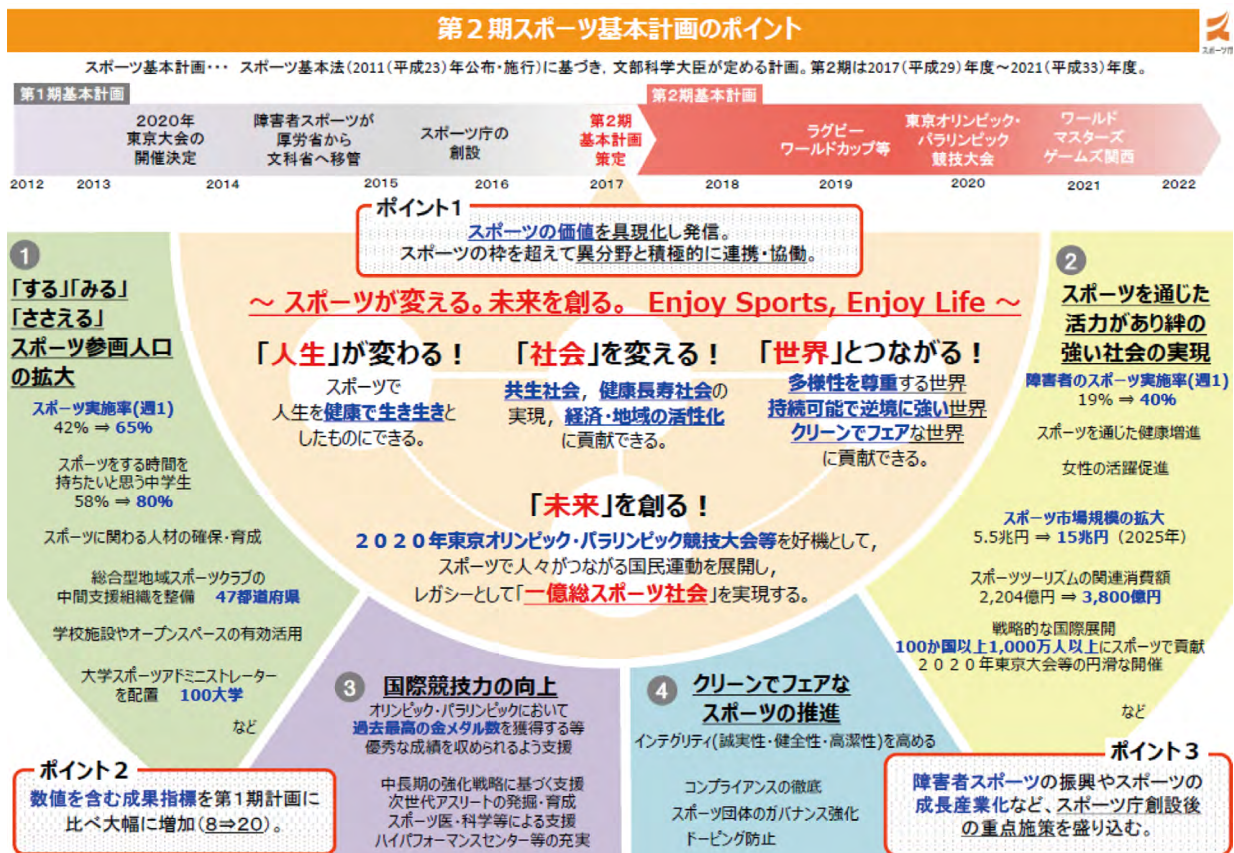 第2期スポーツ基本計画のポイント
スポーツ庁
スポーツ基本計画･･･ スポーツ基本法(2011(平成23)年公布・施行)に基づき，文部科学大臣が定める計画。第2期は2017(平成29)年度～2021(平成33)年度。
第1期基本計画
第2期基本計画
2020年
東京大会の
開催決定
障害者スポーツが
厚労省から
文科省へ移管
スポーツ庁の
創設
第2期
基本計画
策定
ラグビー
ワールドカップ等
東京オリンピック・
パラリンピック
競技大会
ワールド
マスターズ
ゲームズ関西
2012 2013 2014 2015 2016 2017 2018 2019 2020 2021 2022
ポイント1
スポーツの価値を具現化し発信。
スポーツの枠を超えて異分野と積極的に連携・協働。
～ スポーツが変える。未来を創る。 Enjoy Sports, Enjoy Life ～
「人生」が変わる！
スポーツで
人生を健康で生き生きと
したものにできる。
「社会」を変える！
共生社会，健康長寿社会の
実現，経済・地域の活性化
に貢献できる。
「世界」とつながる！
多様性を尊重する世界
持続可能で逆境に強い世界
クリーンでフェアな世界
に貢献できる。
「未来」を創る！
２０２０年東京オリンピック・パラリンピック競技大会等を好機として，
スポーツで人々がつながる国民運動を展開し，
レガシーとして「一億総スポーツ社会」を実現する。
1
「する」「みる」
「ささえる」
スポーツ参画人口
の拡大
スポーツ実施率(週1)
42% ⇒ 65%
スポーツをする時間を
持ちたいと思う中学生
58% ⇒ 80%
スポーツに関わる人材の確保・育成
総合型地域スポーツクラブの
中間支援組織を整備 47都道府県
学校施設やオープンスペースの有効活用
大学スポーツアドミニストレーター
を配置 100大学
など
2
スポーツを通じた
活力があり絆の
強い社会の実現
障害者のスポーツ実施率(週1)
19% ⇒ 40%
スポーツを通じた健康増進
女性の活躍促進
スポーツ市場規模の拡大
5.5兆円 ⇒ 15兆円（2025年）
スポーツツーリズムの関連消費額
2,204億円 ⇒ 3,800億円
戦略的な国際展開
100か国以上1,000万人以上にスポーツで貢献
２０２０年東京大会等の円滑な開催
など
3
国際競技力の向上
オリンピック・パラリンピックにおいて
過去最高の金メダル数を獲得する等
優秀な成績を収められるよう支援
中長期の強化戦略に基づく支援
次世代アスリートの発掘・育成
スポーツ医・科学等による支援
ハイパフォーマンスセンター等の充実
4
クリーンでフェアな
スポーツの推進
インテグリティ(誠実性・健全性・高潔性)を高める
コンプライアンスの徹底
スポーツ団体のガバナンス強化
ドーピング防止
ポイント2
数値を含む成果指標を第1期計画に
比べ大幅に増加(8⇒20)。
ポイント3
障害者スポーツの振興やスポーツの
成長産業化など、スポーツ庁創設後
の重点施策を盛り込む。